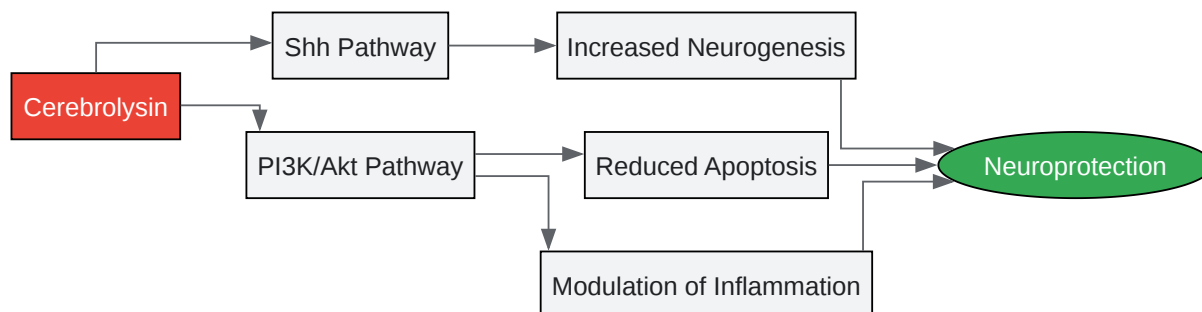 Shh Pathway
Increased Neurogenesis
Cerebrolysin
PI3K/Akt Pathway
Reduced Apoptosis
Neuroprotection
Modulation of Inflammation